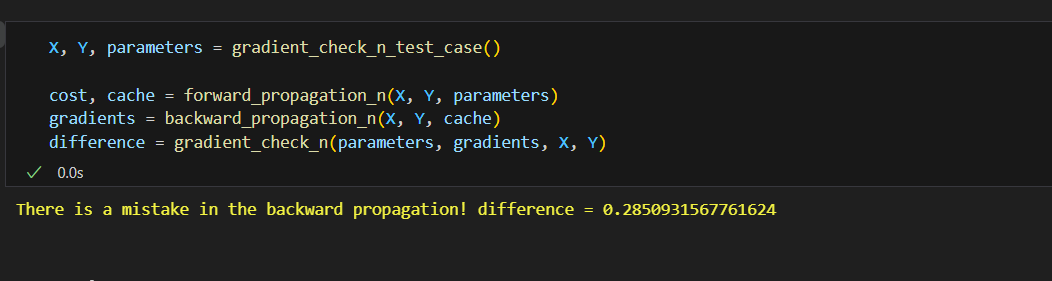 X, Y, parameters = gradient_check_n_test_case()
cost, cache = forward_propagation_n(X, Y, parameters)
gradients = backward_propagation_n(X, Y, cache)
difference = gradient_check_n(parameters, gradients, X, Y)
✓ 0.0s
There is a mistake in the backward propagation! difference = 0.2850931567761624